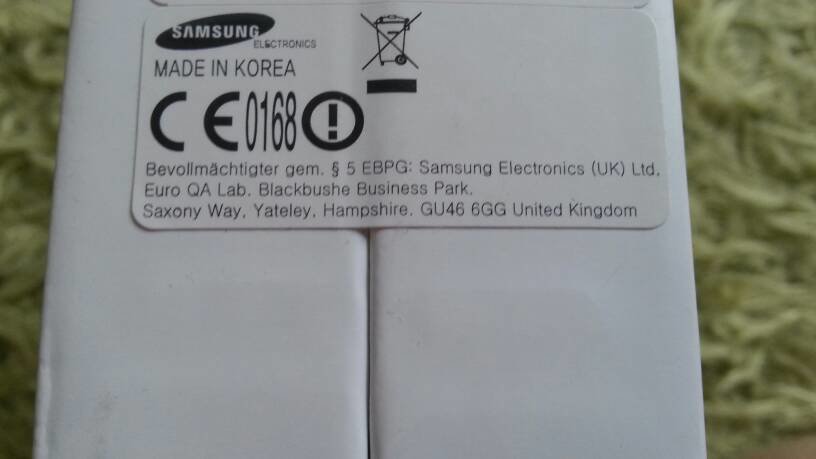 SAMSUNG
ELECTRONICS
MADE IN KOREA
CE0168!
Bevollmächtigter gem. § 5 EBPG: Samsung Electronics (UK) Ltd.
Euro QA Lab. Blackbushe Business Park.
Saxony Way. Yateley. Hampshire. GU46 6GG United Kingdom